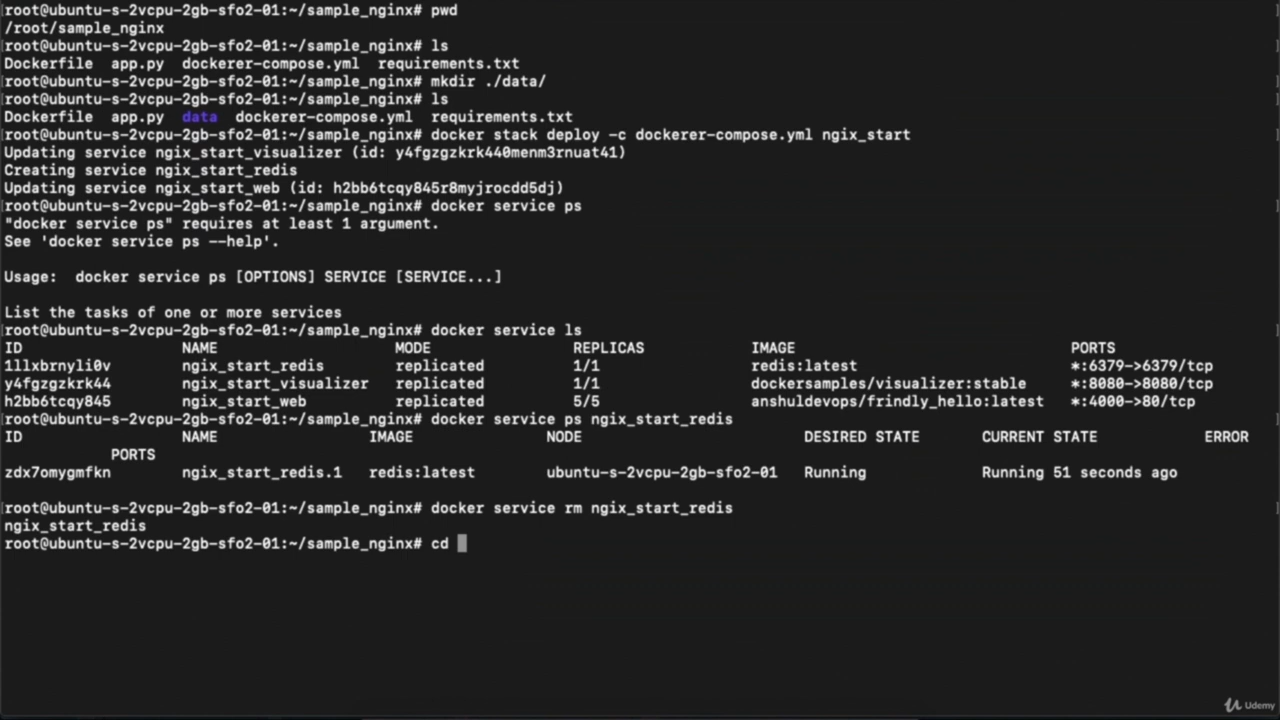 root@ubuntu-s-2vcpu-2gb-sfo2-01:~/sample_nginx# pwd
/root/sample_nginx
root@ubuntu-s-2vcpu-2gb-sfo2-01:~/sample_nginx# ls
Dockerfile app.py dockerer-compose.yml requirements.txt
root@ubuntu-s-2vcpu-2gb-sfo2-01:~/sample_nginx# mkdir ./data/
root@ubuntu-s-2vcpu-2gb-sfo2-01:~/sample_nginx# ls
Dockerfile app.py data dockerer-compose.yml requirements.txt
root@ubuntu-s-2vcpu-2gb-sfo2-01:~/sample_nginx# docker stack deploy -c dockerer-compose.yml ngix_start
Updating service ngix_start_visualizer (id: y4fgzgzkrk440menm3rnuat41)
Creating service ngix_start_redis
Updating service ngix_start_web (id: h2bb6tcqy845r8myjrocdd5dj)
root@ubuntu-s-2vcpu-2gb-sfo2-01:~/sample_nginx# docker service ps
"docker service ps" requires at least 1 argument.
See 'docker service ps --help'.
Usage: docker service ps [OPTIONS] SERVICE [SERVICE...]
List the tasks of one or more services
root@ubuntu-s-2vcpu-2gb-sfo2-01:~/sample_nginx# docker service ls
ID NAME MODE REPLICAS IMAGE PORTS
1llxbrnyli0v ngix_start_redis replicated 1/1 redis:latest *:6379->6379/tcp
y4fgzgzkrk44 ngix_start_visualizer replicated 1/1 dockersamples/visualizer:stable *:8080->8080/tcp
h2bb6tcqy845 ngix_start_web replicated 5/5 anshuldevops/frindly_hello:latest *:4000->80/tcp
root@ubuntu-s-2vcpu-2gb-sfo2-01:~/sample_nginx# docker service ps ngix_start_redis
ID NAME IMAGE NODE DESIRED STATE CURRENT STATE ERROR
PORTS
zdx7omygmfkn ngix_start_redis.1 redis:latest ubuntu-s-2vcpu-2gb-sfo2-01 Running Running 51 seconds ago
root@ubuntu-s-2vcpu-2gb-sfo2-01:~/sample_nginx# docker service rm ngix_start_redis
ngix_start_redis
root@ubuntu-s-2vcpu-2gb-sfo2-01:~/sample_nginx# cd
Udemy